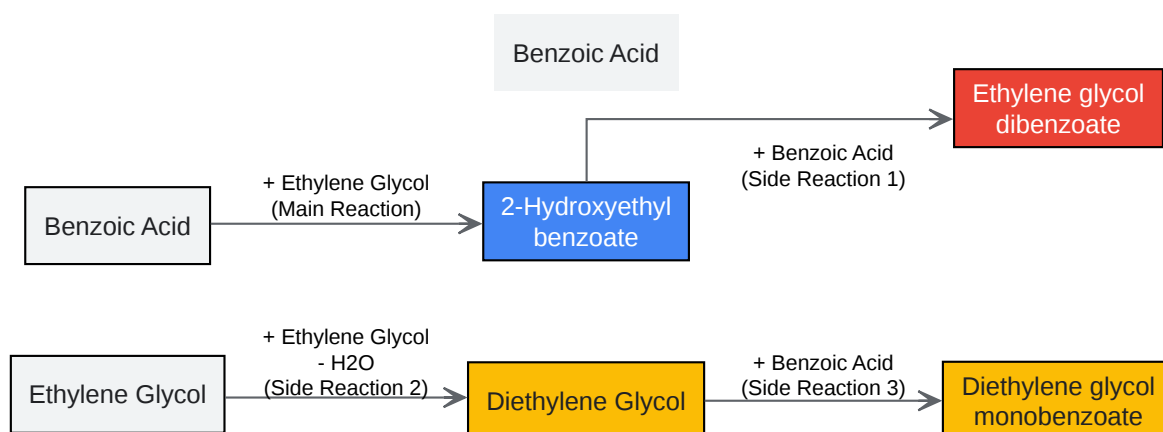 Benzoic Acid
Ethylene glycol
dibenzoate
+ Benzoic Acid
(Side Reaction 1)
+ Ethylene Glycol
(Main Reaction)
Benzoic Acid
2-Hydroxyethyl
benzoate
+ Ethylene Glycol
- H2O
(Side Reaction 2)
+ Benzoic Acid
(Side Reaction 3)
Ethylene Glycol
Diethylene Glycol
Diethylene glycol
monobenzoate